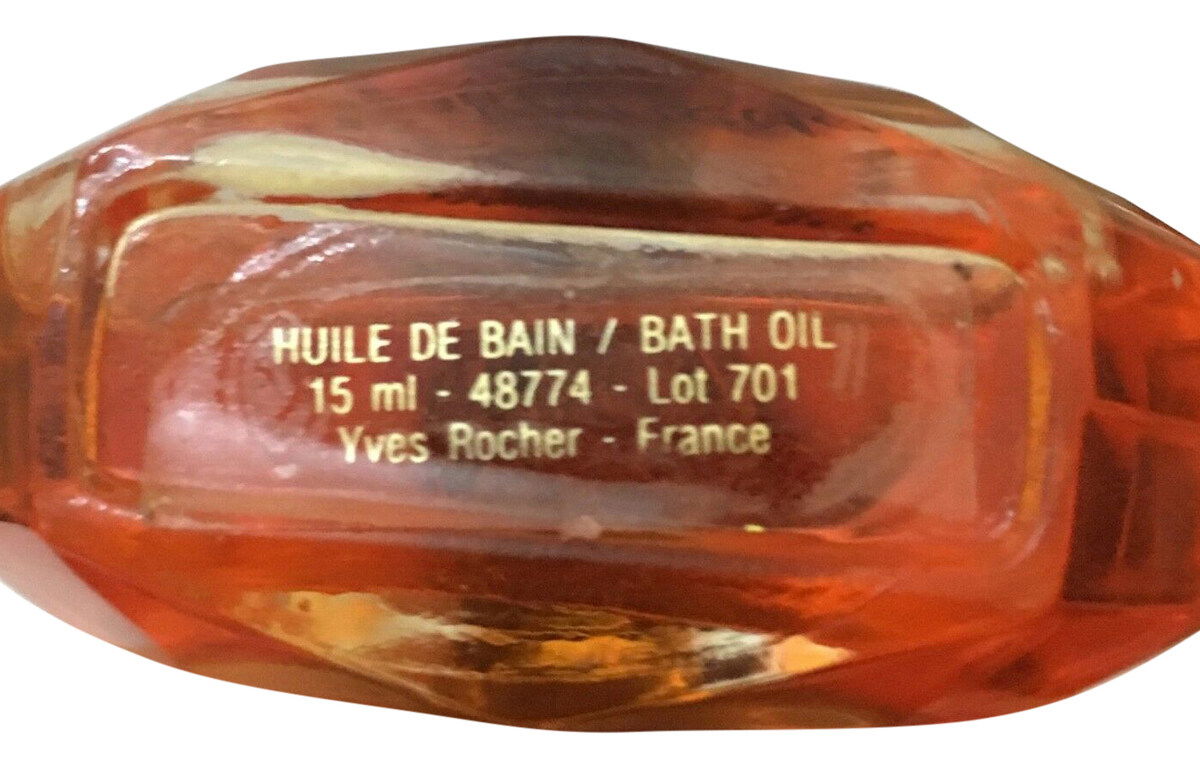 HUILE DE BAIN / BATH OIL
15 ml - 48774 - Lot 701
Yves Rocher - France